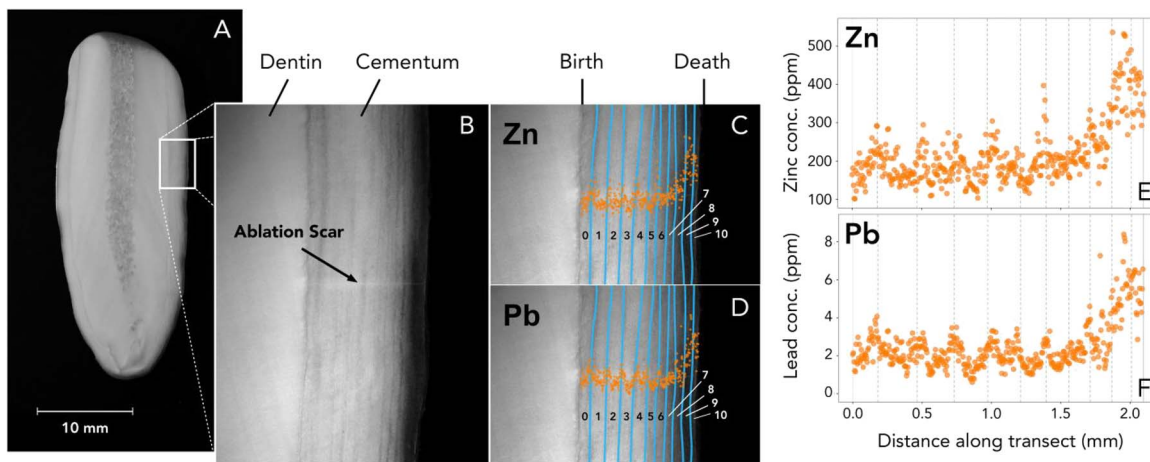 A
10 mm
Dentin
Cementum
B
Ablation Scar
Birth
Death
Zn
C
7
8
9
10
0 1 2 3 4 5 6
Pb
D
7
8
9
10
0 1 2 3 4 5 6
Zn
Zinc conc. (ppm)
500
400
300
200
100
E
Pb
Lead conc. (ppm)
8
6
4
2
0
F
0.0 0.5 1.0 1.5 2.0
Distance along transect (mm)